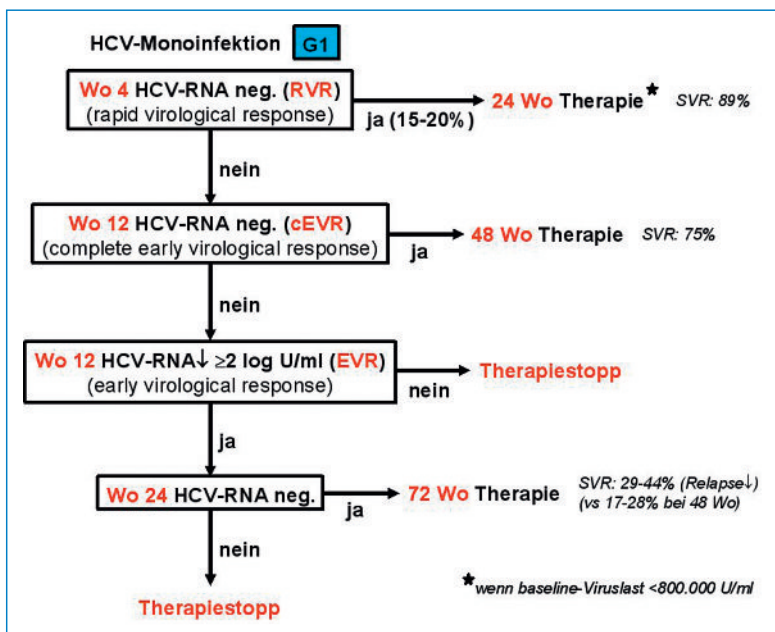 HCV-Monoinfektion G1
Wo 4 HCV-RNA neg. (RVR)
(rapid virological response)
ja (15-20%)
24 Wo Therapie*
SVR: 89%
nein
Wo 12 HCV-RNA neg. (cEVR)
(complete early virological response)
ja
48 Wo Therapie
SVR: 75%
nein
Wo 12 HCV-RNA↓ ≥2 log U/ml (EVR)
(early virological response)
nein
Therapiestopp
ja
Wo 24 HCV-RNA neg.
ja
72 Wo Therapie
SVR: 29-44% (Relapse↓)
(vs 17-28% bei 48 Wo)
nein
Therapiestopp
*wenn baseline-Viruslast <800.000 U/ml